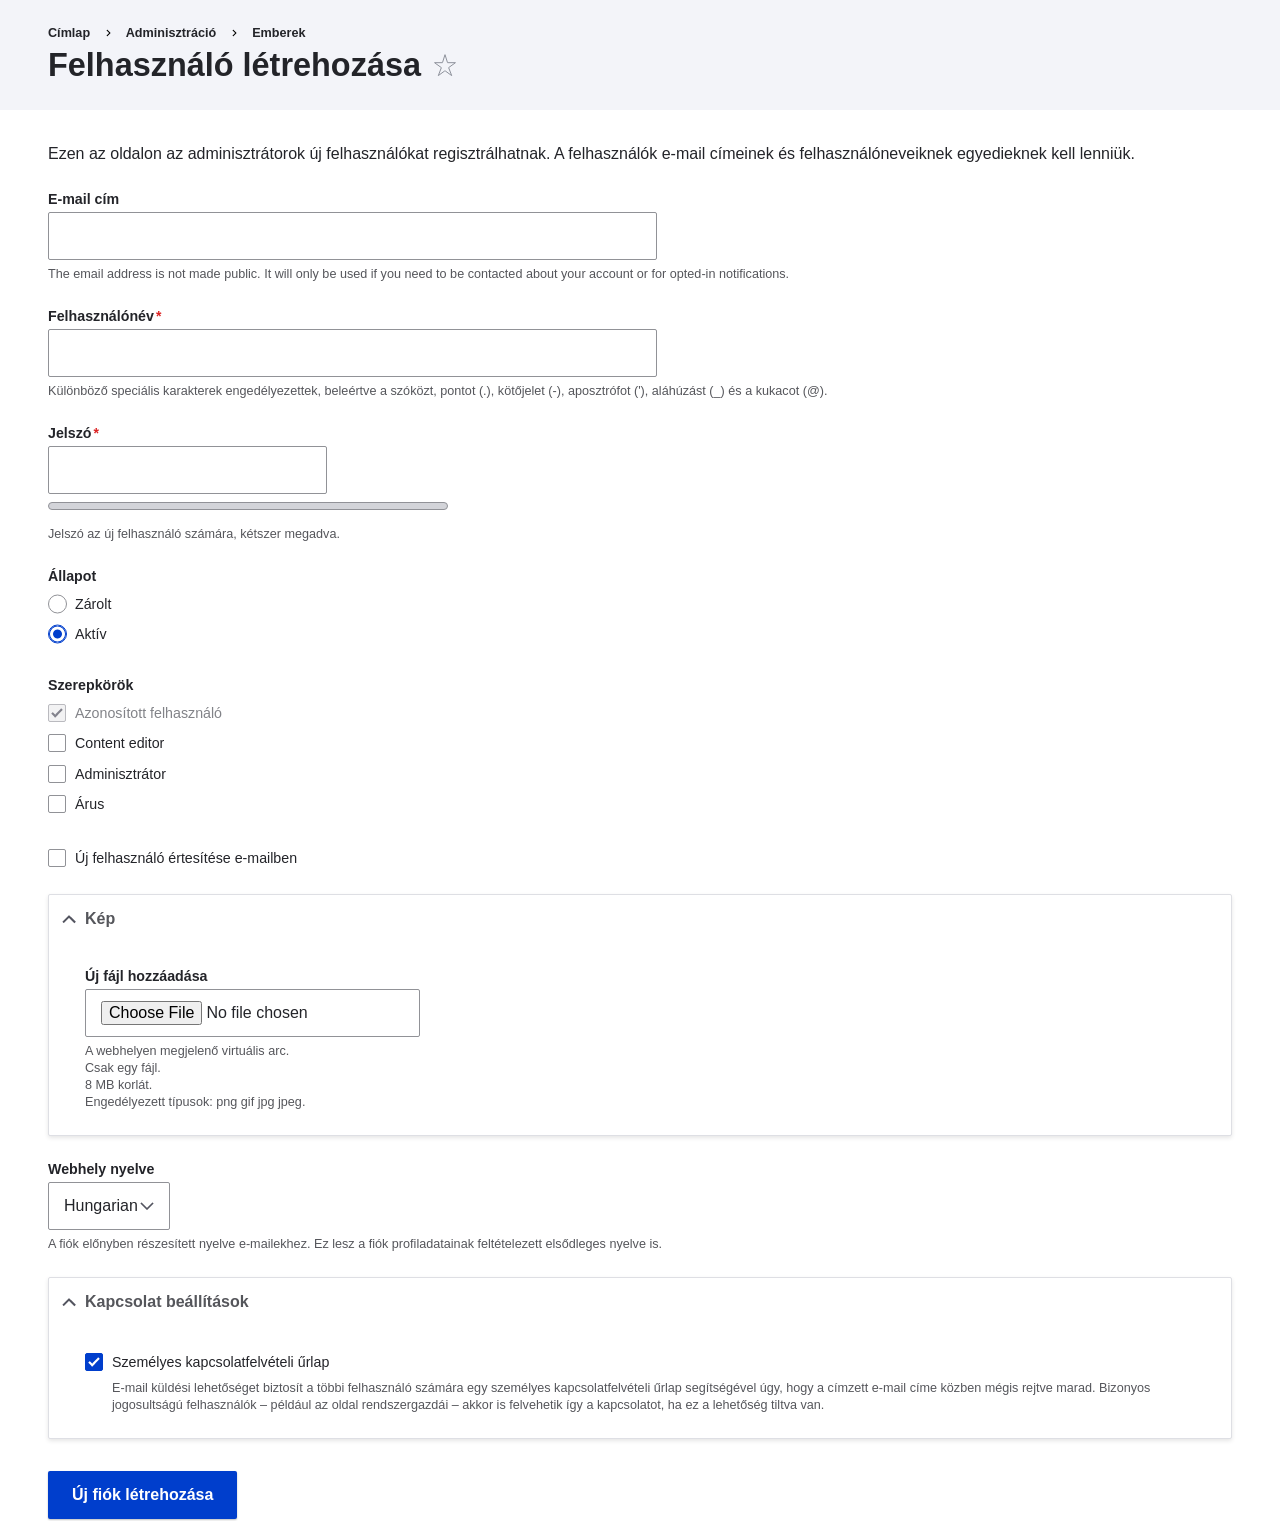 Címlap > Adminisztráció > Emberek
Felhasználó létrehozása
Ezen az oldalon az adminisztrátorok új felhasználókat regisztrálhatnak. A felhasználók e-mail címeinek és felhasználóneveiknek egyedieknek kell lenniük.
E-mail cím
The email address is not made public. It will only be used if you need to be contacted about your account or for opted-in notifications.
Felhasználónév*
Különböző speciális karakterek engedélyezettek, beleértve a szóközt, pontot (.), kötőjelet (-), aposztrófot ('), aláhúzást (_) és a kukacot (@).
Jelszó*
Jelszó az új felhasználó számára, kétszer megadva.
Állapot
Zárolt
Aktív
Szerepkörök
Azonosított felhasználó
Content editor
Adminisztrátor
Árus
Új felhasználó értesítése e-mailben
Kép
Új fájl hozzáadása
Choose File No file chosen
A webhelyen megjelenő virtuális arc.
Csak egy fájl.
8 MB korlát.
Engedélyezett típusok: png gif jpg jpeg.
Webhely nyelve
Hungarian
A fiók előnyben részesített nyelve e-mailekhez. Ez lesz a fiók profiladatainak feltételezett elsődleges nyelve is.
Kapcsolat beállítások
Személyes kapcsolatfelvételi űrlap
E-mail küldési lehetőséget biztosít a többi felhasználó számára egy személyes kapcsolatfelvételi űrlap segítségével úgy, hogy a címzett e-mail címe közben mégis rejtve marad. Bizonyos
jogosultságú felhasználók – például az oldal rendszergazdái – akkor is felvehetik így a kapcsolatot, ha ez a lehetőség tiltva van.
Új fiók létrehozása